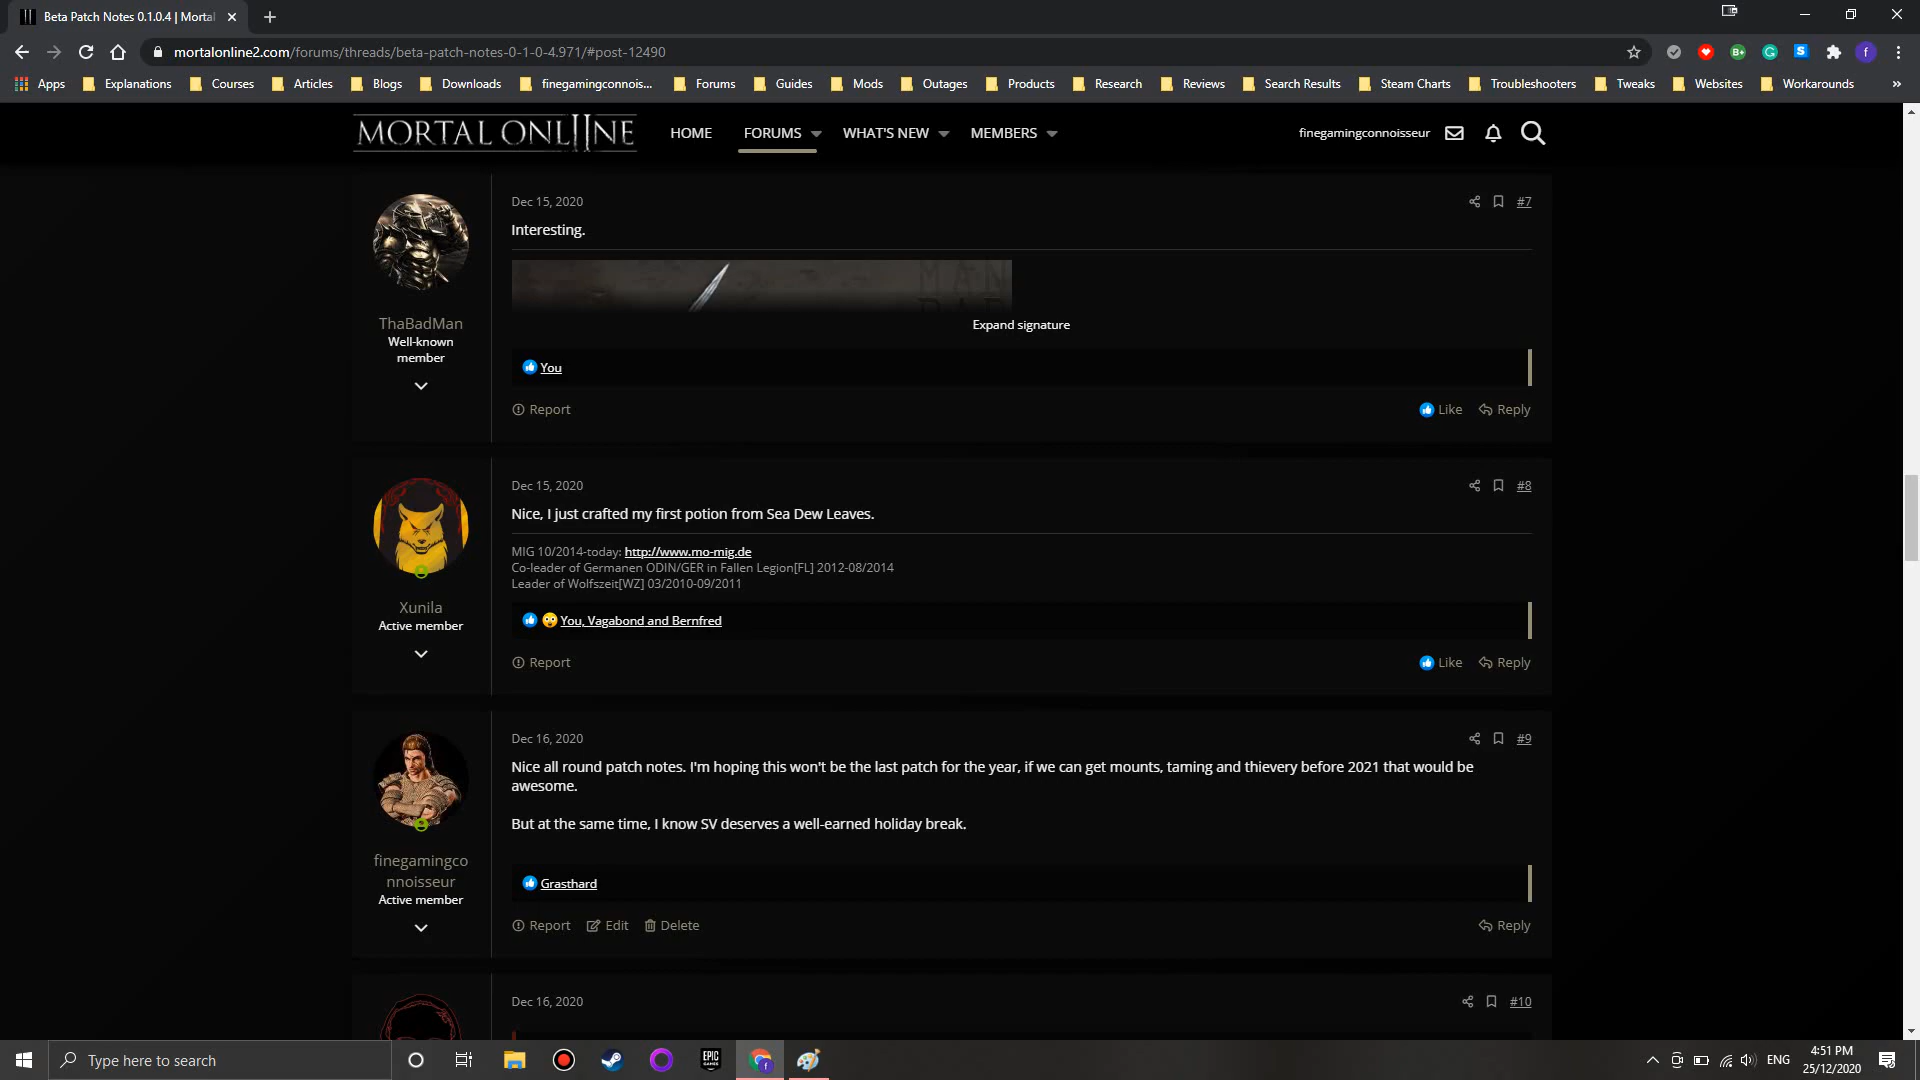 Beta Patch Notes 0.1.0.4 | Mortal
mortalonline2.com/forums/threads/beta-patch-notes-0-1-0-4.971/#post-12490
Apps Explanations Courses Articles Blogs Downloads finegamingconnois... Forums Guides Mods Outages Products Research Reviews Search Results Steam Charts Troubleshooters Tweaks Websites Workarounds »
MORTAL ONLIINE HOME FORUMS WHAT'S NEW MEMBERS finegamingconnoisseur
Dec 15, 2020 #7
Interesting.
ThaBadMan
Well-known
member
Expand signature
You
Report Like Reply
Dec 15, 2020 #8
Nice, I just crafted my first potion from Sea Dew Leaves.
MIG 10/2014-today: http://www.mo-mig.de
Co-leader of Germanen ODIN/GER in Fallen Legion[FL] 2012-08/2014
Leader of Wolfszeit[WZ] 03/2010-09/2011
Xunila
Active member
You, Vagabond and Bernfred
Report Like Reply
Dec 16, 2020 #9
Nice all round patch notes. I'm hoping this won't be the last patch for the year, if we can get mounts, taming and thievery before 2021 that would be
awesome.
But at the same time, I know SV deserves a well-earned holiday break.
finegamingco
nnoisseur
Active member
Grasthard
Report Edit Delete Reply
Dec 16, 2020 #10
Type here to search
EPIC GAMES
ENG
4:51 PM
25/12/2020